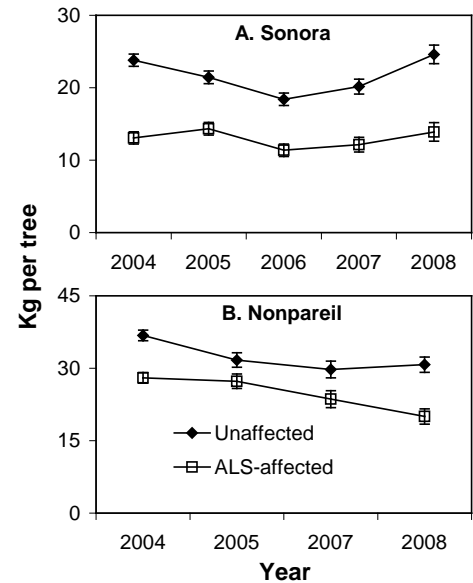 Kg per tree
A. Sonora
30
20
10
0
2004 2005 2006 2007 2008
B. Nonpareil
45
30
15
0
Unaffected
ALS-affected
2004 2005 2007 2008
Year